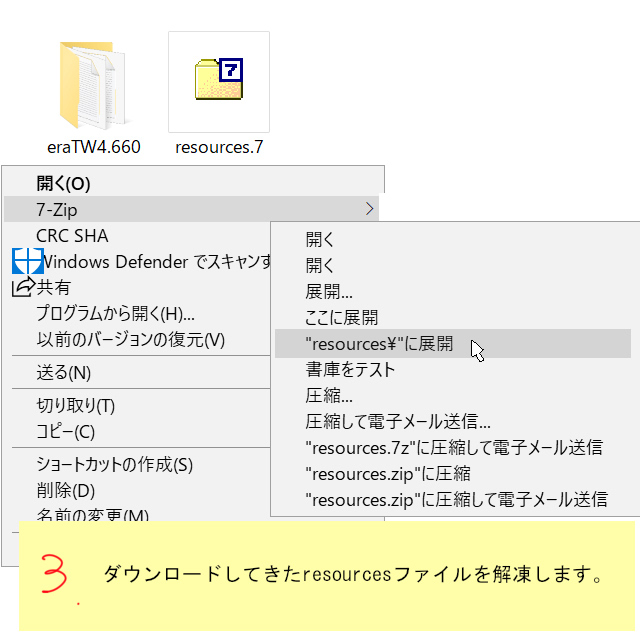 eraTW4.660
7
resources.7
開く(O)
7-Zip
CRC SHA
Windows Defender でスキャンす
共有
プログラムから開く(H)...
以前のバージョンの復元(V)
送る(N)
切り取り(T)
コピー(C)
ショートカットの作成(S)
削除(D)
名前の変更(M)
開く
開く
展開...
ここに展開
"resources¥"に展開
書庫をテスト
圧縮...
圧縮して電子メール送信...
"resources.7z"に圧縮して電子メール送信
"resources.zip"に圧縮
"resources.zip"に圧縮して電子メール送信
3.
ダウンロードしてきたresourcesファイルを解凍します。